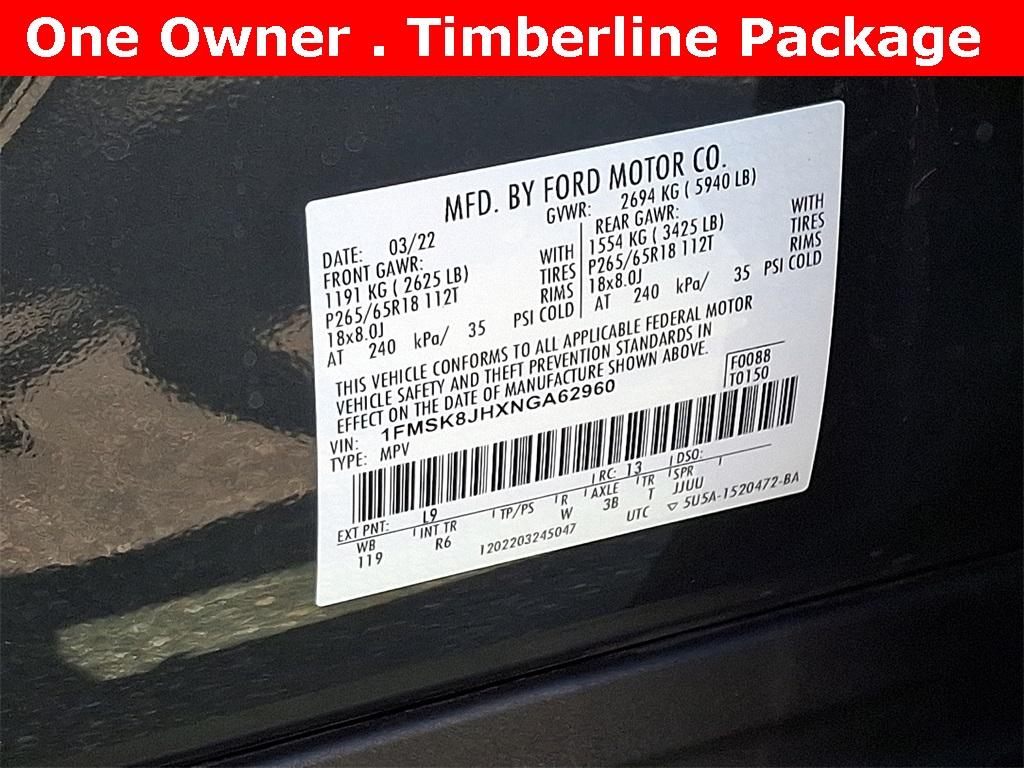 One Owner . Timberline Package
MFD. BY FORD MOTOR CO.
DATE: 03/22 GVWR: 2694 KG ( 5940 LB)
FRONT GAWR: WITH REAR GAWR: WITH
1191 KG ( 2625 LB) TIRES 1554 KG ( 3425 LB) TIRES
P265/65R18 112T RIMS P265/65R18 112T RIMS
18x8.0J 18x8.0J
AT 240 kPa/ 35 PSI COLD AT 240 kPa/ 35 PSI COLD
THIS VEHICLE CONFORMS TO ALL APPLICABLE FEDERAL MOTOR
VEHICLE SAFETY AND THEFT PREVENTION STANDARDS IN
EFFECT ON THE DATE OF MANUFACTURE SHOWN ABOVE.
F0088
T0150
VIN: 1FMSK8JHXNGA62960
TYPE: MPV
EXT PNT: L9 RC: 13 DSO:
WB INT TR TP/PS R AXLE TR SPR
119 R6 W 3B T JJUU
1202203245047 UTC ▽ 5U5A-1520472-BA